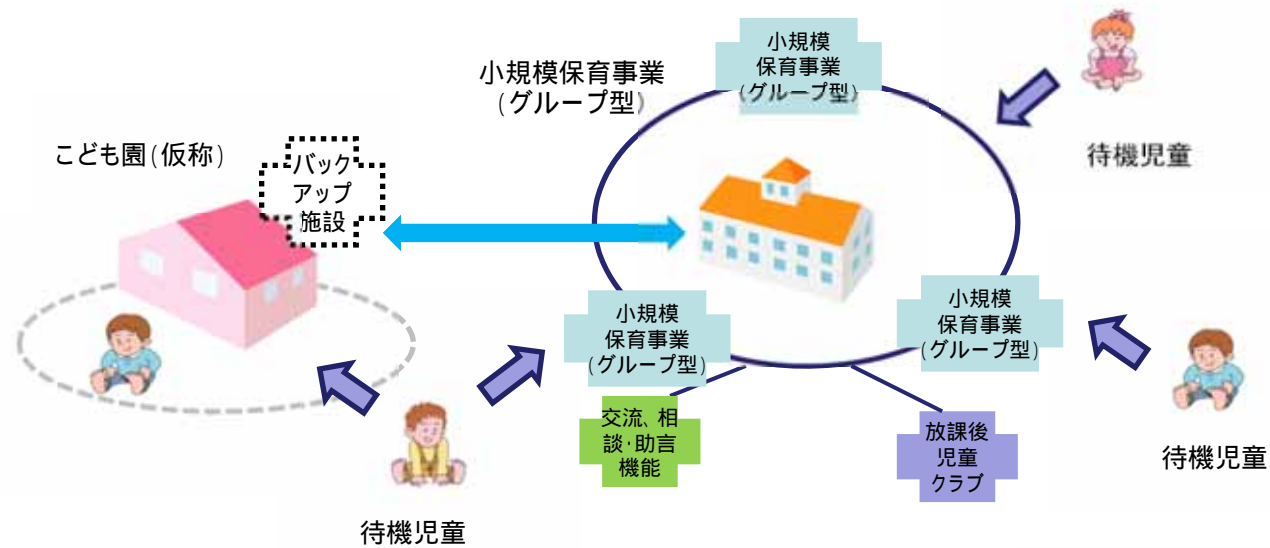 こども園(仮称)
バック
アップ
施設
小規模保育事業
(グループ型)
小規模
保育事業
(グループ型)
待機児童
小規模
保育事業
(グループ型)
小規模
保育事業
(グループ型)
交流、相
談・助言
機能
放課後
児童
クラブ
待機児童
待機児童